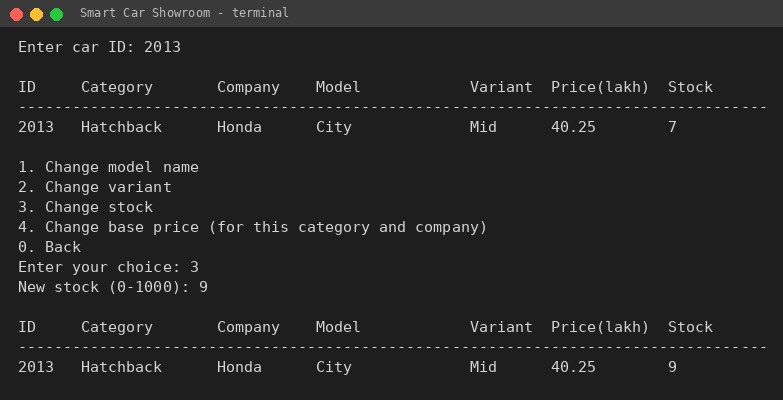 Smart Car Showroom - terminal
Enter car ID: 2013
ID     Category       Company    Model            Variant  Price(lakh)  Stock
-----------------------------------------------------------------------------------
2013   Hatchback      Honda      City             Mid      40.25        7
1. Change model name
2. Change variant
3. Change stock
4. Change base price (for this category and company)
0. Back
Enter your choice: 3
New stock (0-1000): 9
ID     Category       Company    Model            Variant  Price(lakh)  Stock
-----------------------------------------------------------------------------------
2013   Hatchback      Honda      City             Mid      40.25        9